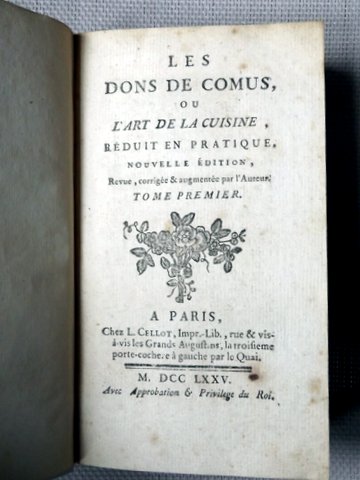 LES
DONS DE COMUS,
OU
L'ART DE LA CUISINE,
RÉDUIT EN PRATIQUE,
NOUVELLE ÉDITION,
Revue, corrigée & augmentée par l'Auteur.
TOME PREMIER.
A PARIS,
Chez L. CELLOT, Impr.-Lib., rue & vis-
à-vis les Grands Augustins, la troisieme
porte-cochere à gauche par le Quai.
M. DCC LXXV.
Avec Approbation & Privilege du Roi.